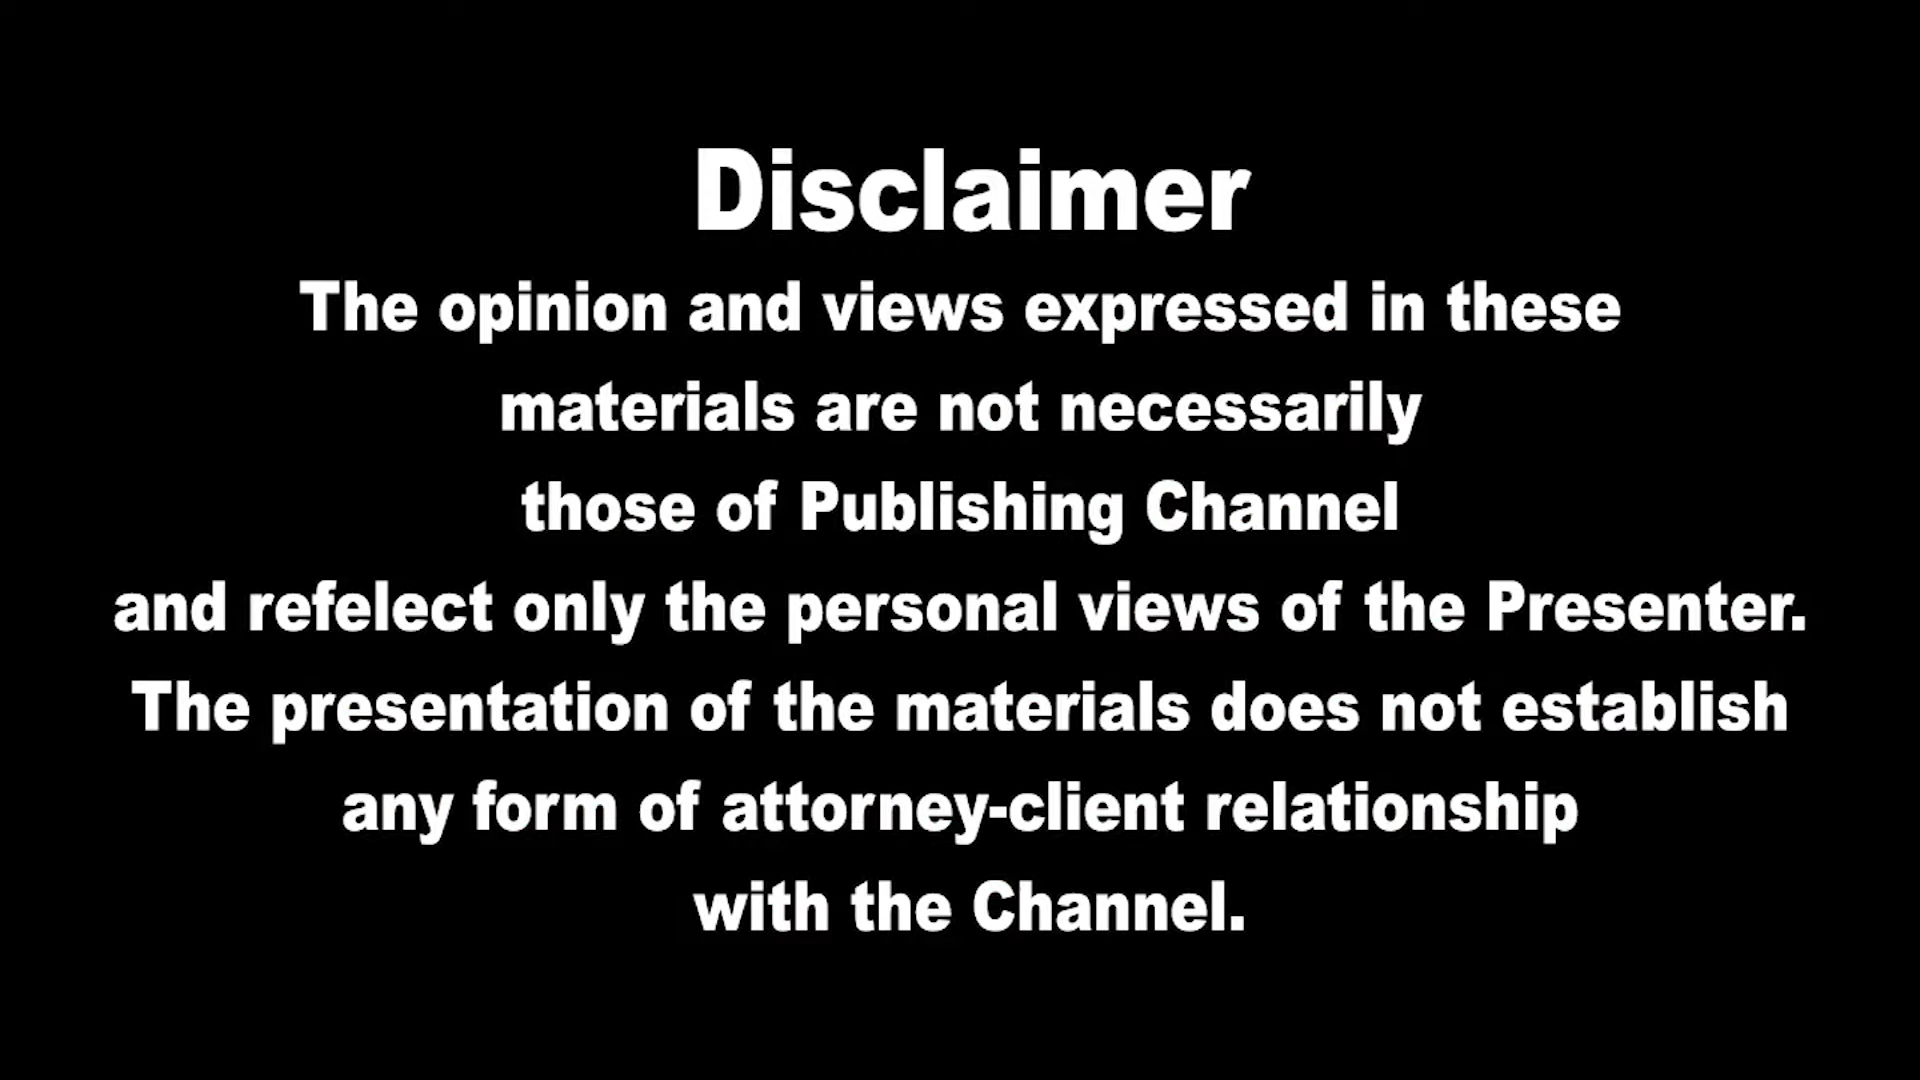 Disclaimer
The opinion and views expressed in these
materials are not necessarily
those of Publishing Channel
and refelect only the personal views of the Presenter.
The presentation of the materials does not establish
any form of attorney-client relationship
with the Channel.